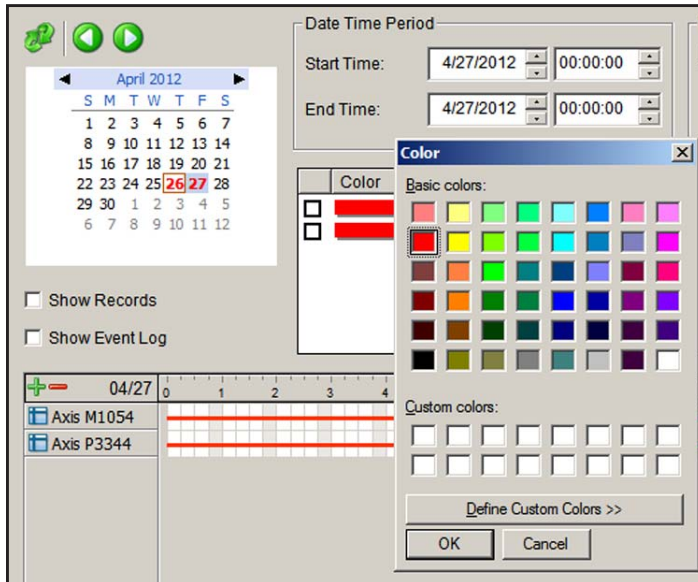 Date Time Period
Start Time: 4/27/2012 00:00:00
End Time: 4/27/2012 00:00:00
April 2012
S M T W T F S
1 2 3 4 5 6 7
8 9 10 11 12 13 14
15 16 17 18 19 20 21
22 23 24 25 26 27 28
29 30 1 2 3 4 5
6 7 8 9 10 11 12
Color
Show Records
Show Event Log
04/27 0 1 2 3 4
Axis M1054
Axis P3344
Color
Basic colors:
Custom colors:
Define Custom Colors >>
OK Cancel